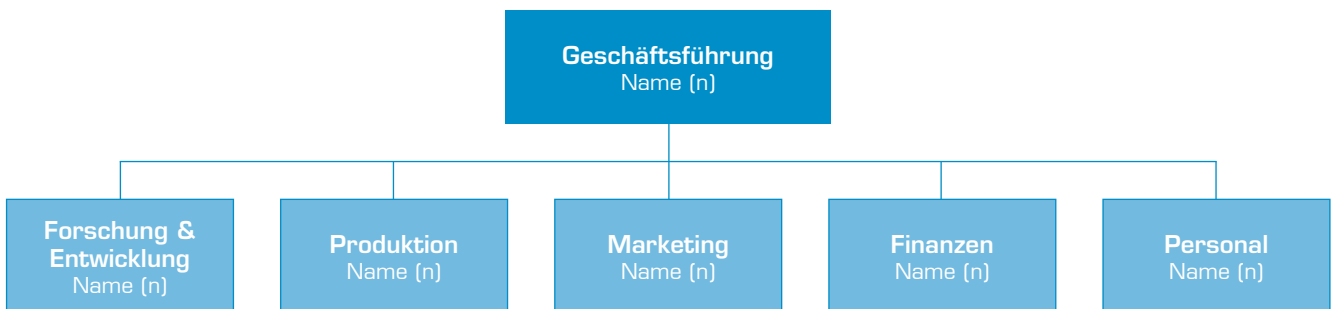 Geschäftsführung
Name (n)
Forschung &
Entwicklung
Name (n)
Produktion
Name (n)
Marketing
Name (n)
Finanzen
Name (n)
Personal
Name (n)